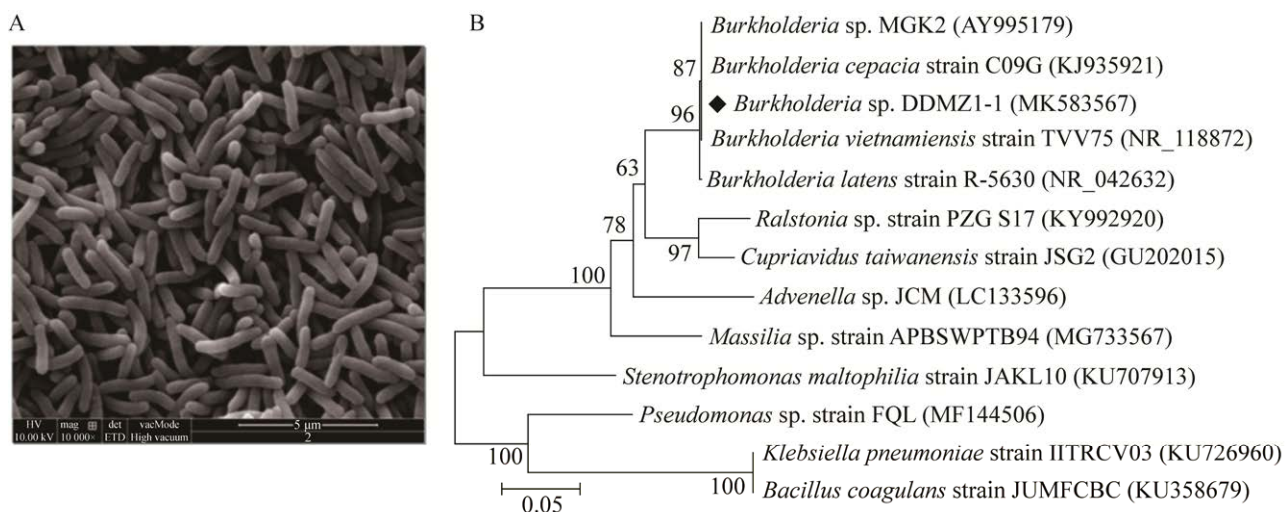 A
HV mag det vacMode
10.00 kV 10 000× ETD High vacuum
5 μm
2
B
Burkholderia sp. MGK2 (AY995179)
87
Burkholderia cepacia strain C09G (KJ935921)
◆ Burkholderia sp. DDMZ1-1 (MK583567)
96
Burkholderia vietnamiensis strain TVV75 (NR_118872)
63
Burkholderia latens strain R-5630 (NR_042632)
78
Ralstonia sp. strain PZG S17 (KY992920)
97
Cupriavidus taiwanensis strain JSG2 (GU202015)
100
Advenella sp. JCM (LC133596)
Massilia sp. strain APBSWPTB94 (MG733567)
Stenotrophomonas maltophilia strain JAKL10 (KU707913)
Pseudomonas sp. strain FQL (MF144506)
100
Klebsiella pneumoniae strain IITRCV03 (KU726960)
100
Bacillus coagulans strain JUMFCBC (KU358679)
0.05